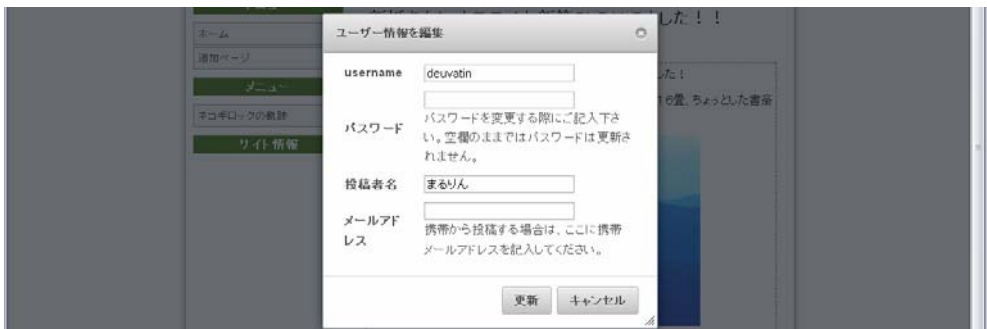 した！！
ホーム
追加ページ
メニュー
ネコギロックの軌跡
サイト情報
した！
16畳、ちょっとした書斎
ユーザー情報を編集
username
deuvatin
パスワード
パスワードを変更する際にご記入下さ
い。空欄のままではパスワードは更新さ
れません。
投稿者名
まるりん
メールアド
レス
携帯から投稿する場合は、ここに携帯
メールアドレスを記入してください。
更新
キャンセル